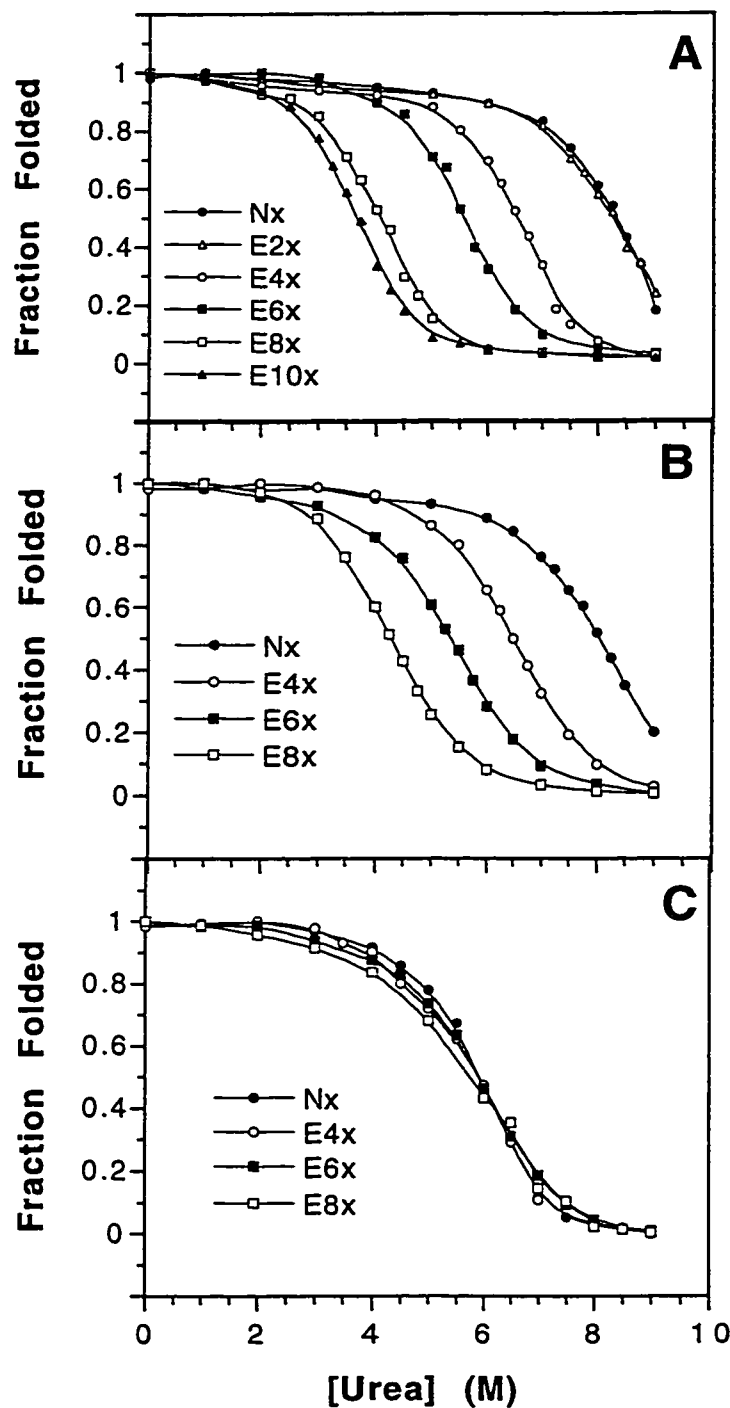 A
Fraction Folded
1
0.8
0.6
0.4
0.2
0
Nx
E2x
E4x
E6x
E8x
E10x
B
Fraction Folded
1
0.8
0.6
0.4
0.2
0
Nx
E4x
E6x
E8x
C
Fraction Folded
1
0.8
0.6
0.4
0.2
0
Nx
E4x
E6x
E8x
0 2 4 6 8 10
[Urea] (M)